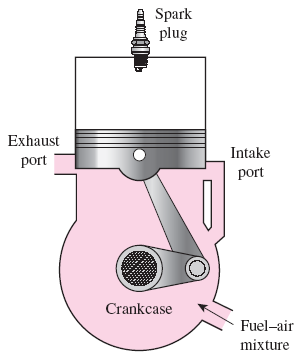 Spark
plug
Exhaust
port
Intake
port
Crankcase
Fuel–air
mixture